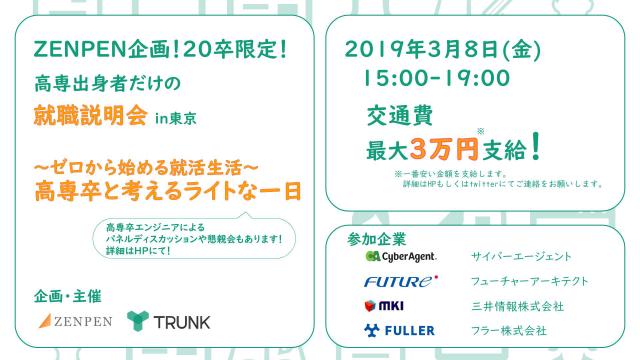 ZENPEN企画！20卒限定！
高専出身者だけの
就職説明会 in東京
～ゼロから始める就活生活～
高専卒と考えるライトな一日
高専卒エンジニアによる
パネルディスカッションや懇親会もあります！
詳細はHPにて！
企画・主催
ZENPEN
TRUNK
2019年3月8日(金)
15:00-19:00
交通費
最大3万円※支給！
※一番安い金額を支給します。
詳細はHPもしくはtwitterにてご連絡をお願いします。
参加企業
CyberAgent. サイバーエージェント
FUTURE フューチャーアーキテクト
MKI 三井情報株式会社
FULLER フラー株式会社